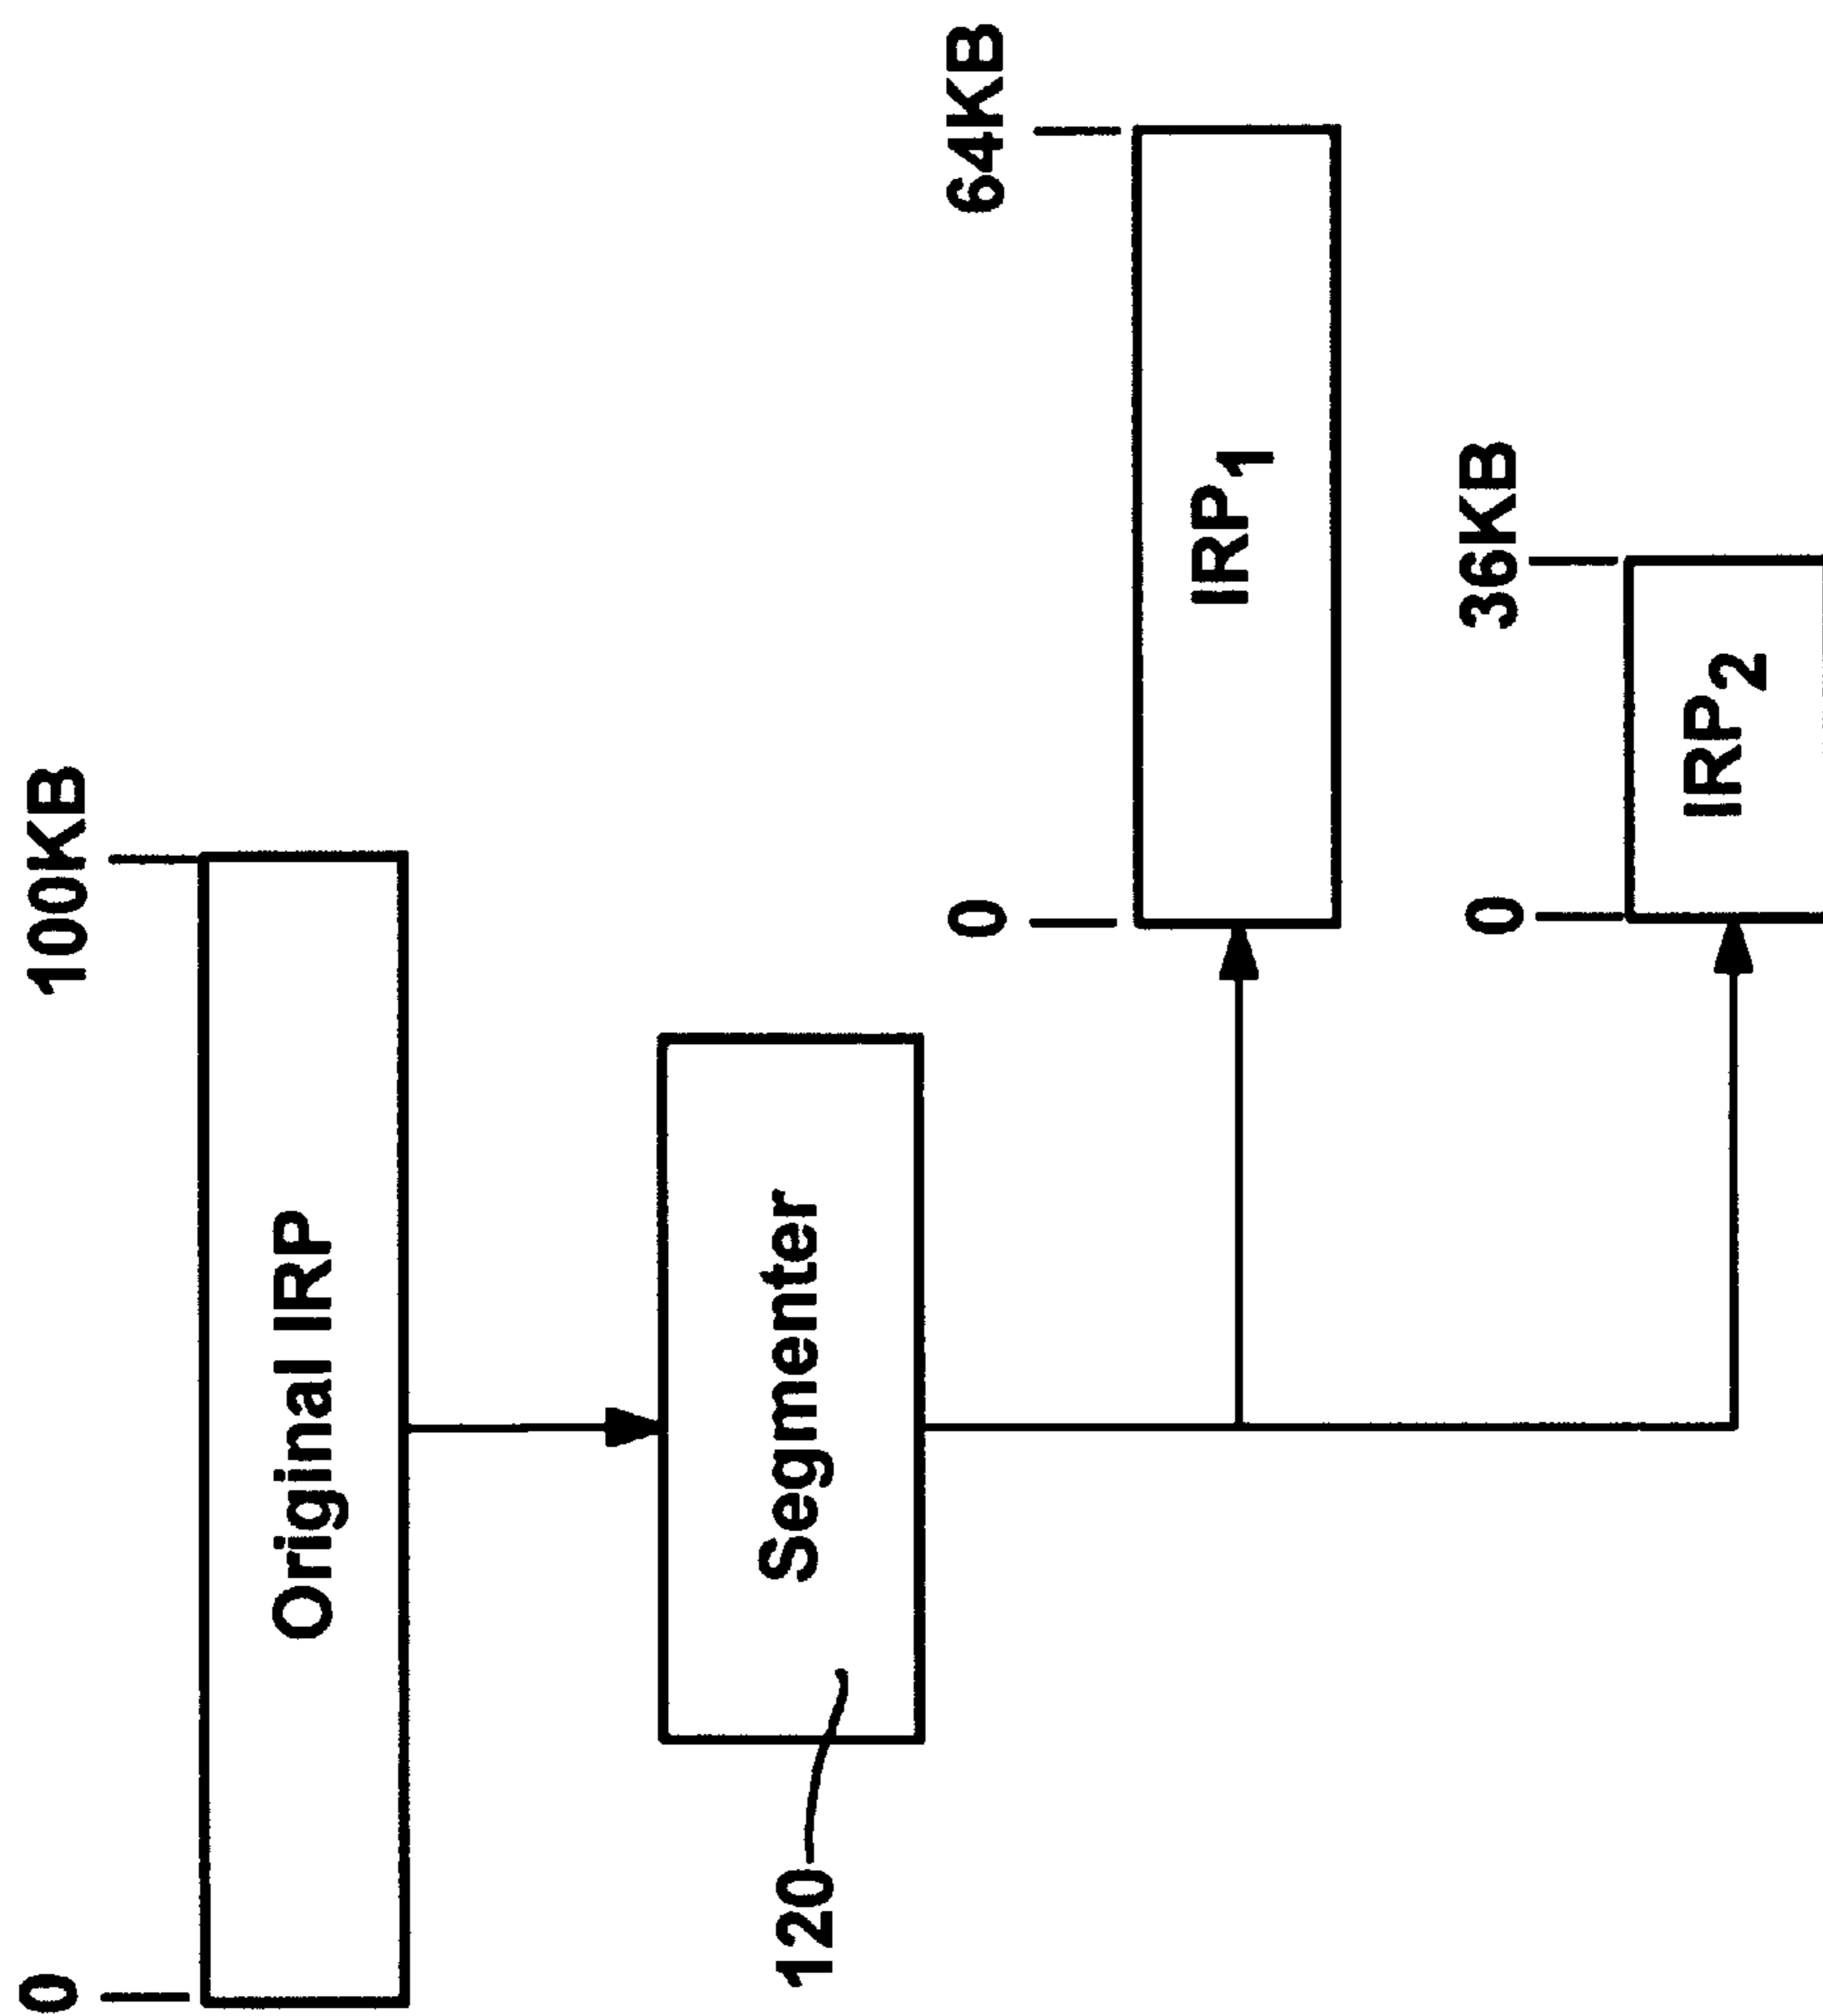 0
100KB
Original IRP
Segmenter
120
0
64KB
IRP1
0
36KB
IRP2